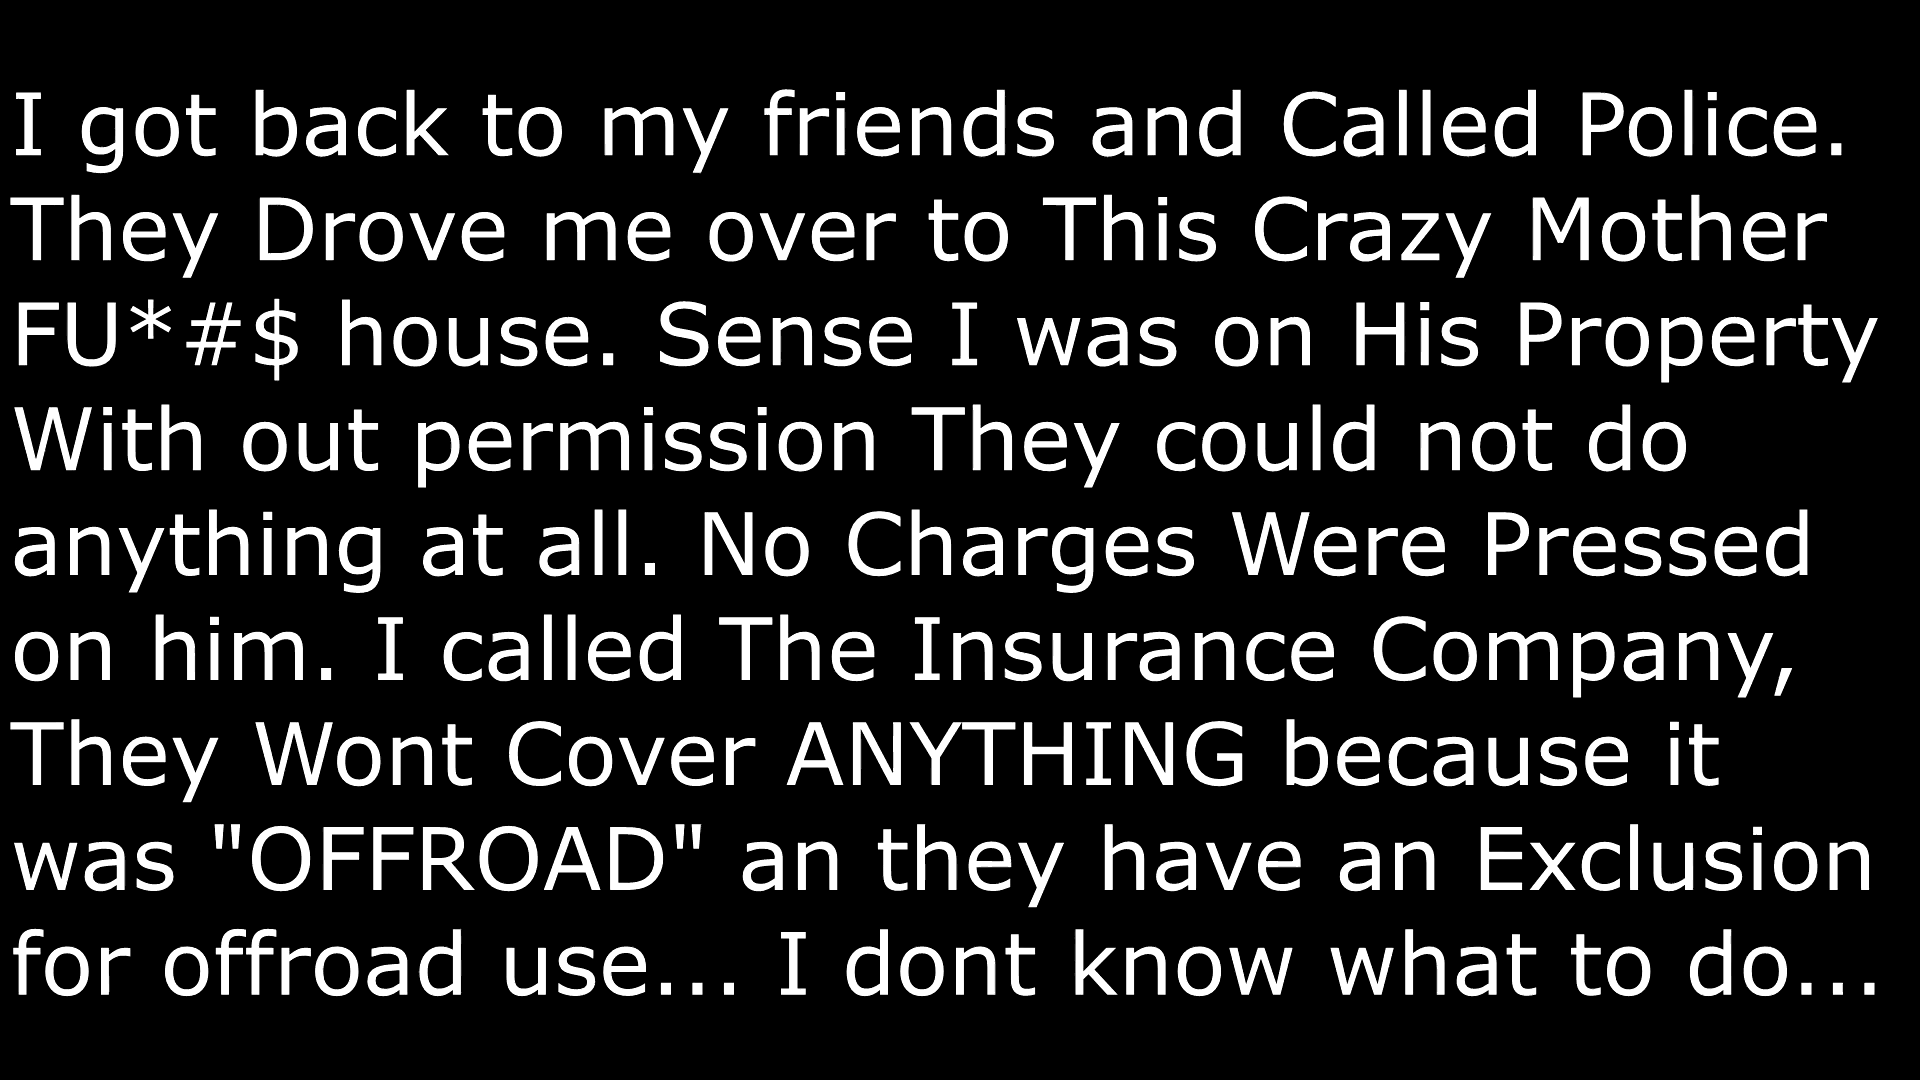 I got back to my friends and Called Police.
They Drove me over to This Crazy Mother
FU*#$ house. Sense I was on His Property
With out permission They could not do
anything at all. No Charges Were Pressed
on him. I called The Insurance Company,
They Wont Cover ANYTHING because it
was "OFFROAD" an they have an Exclusion
for offroad use... I dont know what to do...